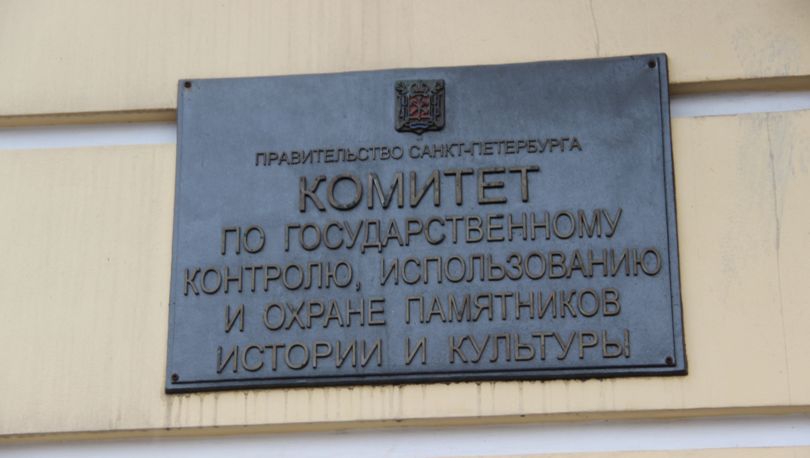 ПРАВИТЕЛЬСТВО САНКТ-ПЕТЕРБУРГА
КОМИТЕТ
ПО ГОСУДАРСТВЕННОМУ
КОНТРОЛЮ, ИСПОЛЬЗОВАНИЮ
И ОХРАНЕ ПАМЯТНИКОВ
ИСТОРИИ И КУЛЬТУРЫ